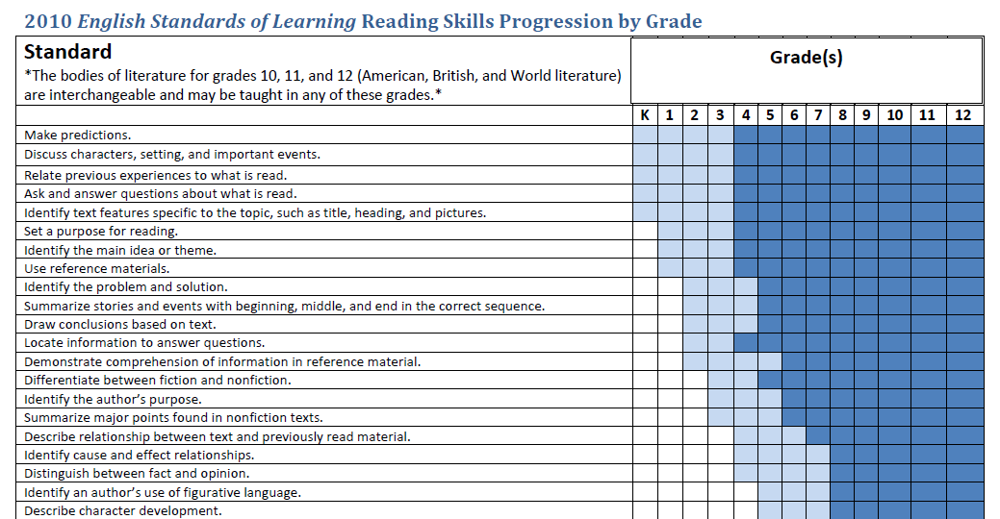 2010 English Standards of Learning Reading Skills Progression by Grade
Standard
*The bodies of literature for grades 10, 11, and 12 (American, British, and World literature)
are interchangeable and may be taught in any of these grades.*
Grade(s)
K 1 2 3 4 5 6 7 8 9 10 11 12
Make predictions.
Discuss characters, setting, and important events.
Relate previous experiences to what is read.
Ask and answer questions about what is read.
Identify text features specific to the topic, such as title, heading, and pictures.
Set a purpose for reading.
Identify the main idea or theme.
Use reference materials.
Identify the problem and solution.
Summarize stories and events with beginning, middle, and end in the correct sequence.
Draw conclusions based on text.
Locate information to answer questions.
Demonstrate comprehension of information in reference material.
Differentiate between fiction and nonfiction.
Identify the author's purpose.
Summarize major points found in nonfiction texts.
Describe relationship between text and previously read material.
Identify cause and effect relationships.
Distinguish between fact and opinion.
Identify an author's use of figurative language.
Describe character development.